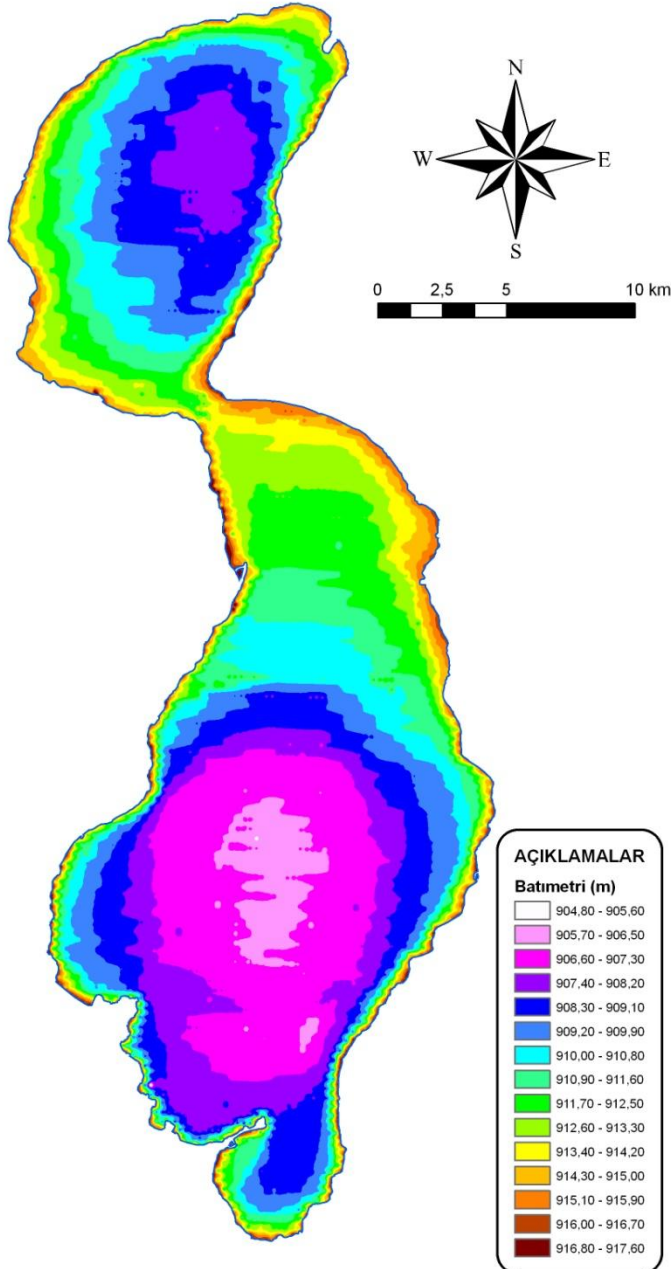 N
W E
S
0 2,5 5 10 km
AÇIKLAMALAR
Batımetri (m)
904,80 - 905,60
905,70 - 906,50
906,60 - 907,30
907,40 - 908,20
908,30 - 909,10
909,20 - 909,90
910,00 - 910,80
910,90 - 911,60
911,70 - 912,50
912,60 - 913,30
913,40 - 914,20
914,30 - 915,00
915,10 - 915,90
916,00 - 916,70
916,80 - 917,60